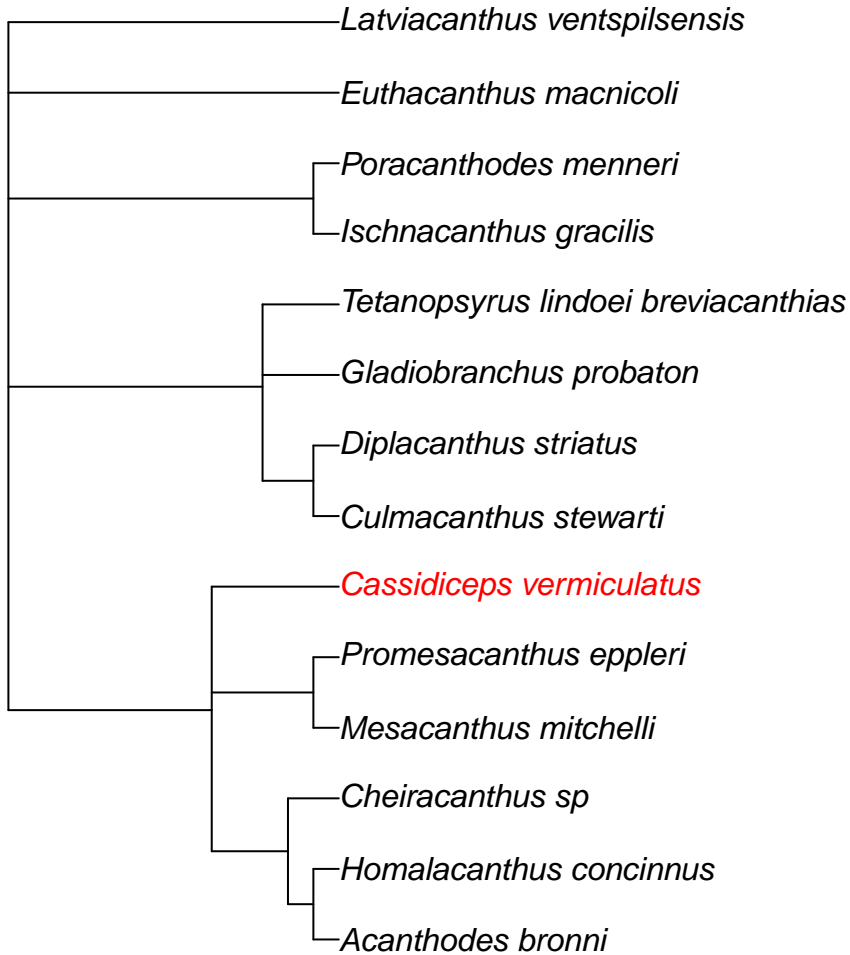 Latviacanthus ventspilsensis
Euthacanthus macnicoli
Poracanthodes menneri
Ischnacanthus gracilis
Tetanopsyrus lindoei breviacanthias
Gladiobranchus probaton
Diplacanthus striatus
Culmacanthus stewarti
Cassidiceps vermiculatus
Promesacanthus eppleri
Mesacanthus mitchelli
Cheiracanthus sp
Homalacanthus concinnus
Acanthodes bronni